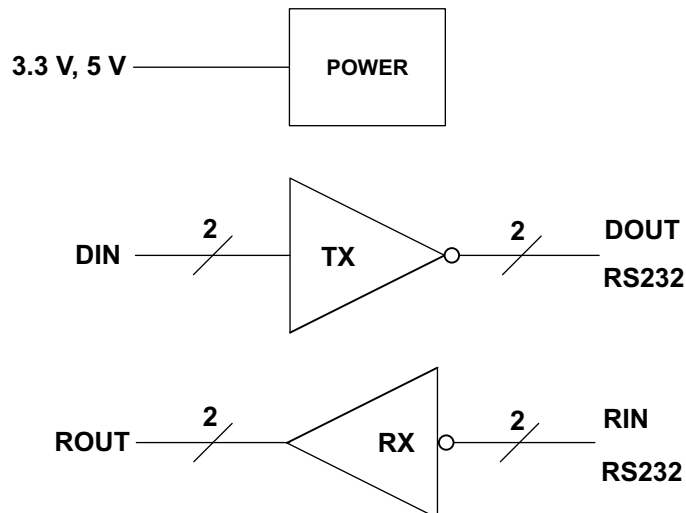 3.3 V, 5 V
POWER
2
2
DOUT
DIN
TX
RS232
2
2
RIN
ROUT
RX
RS232